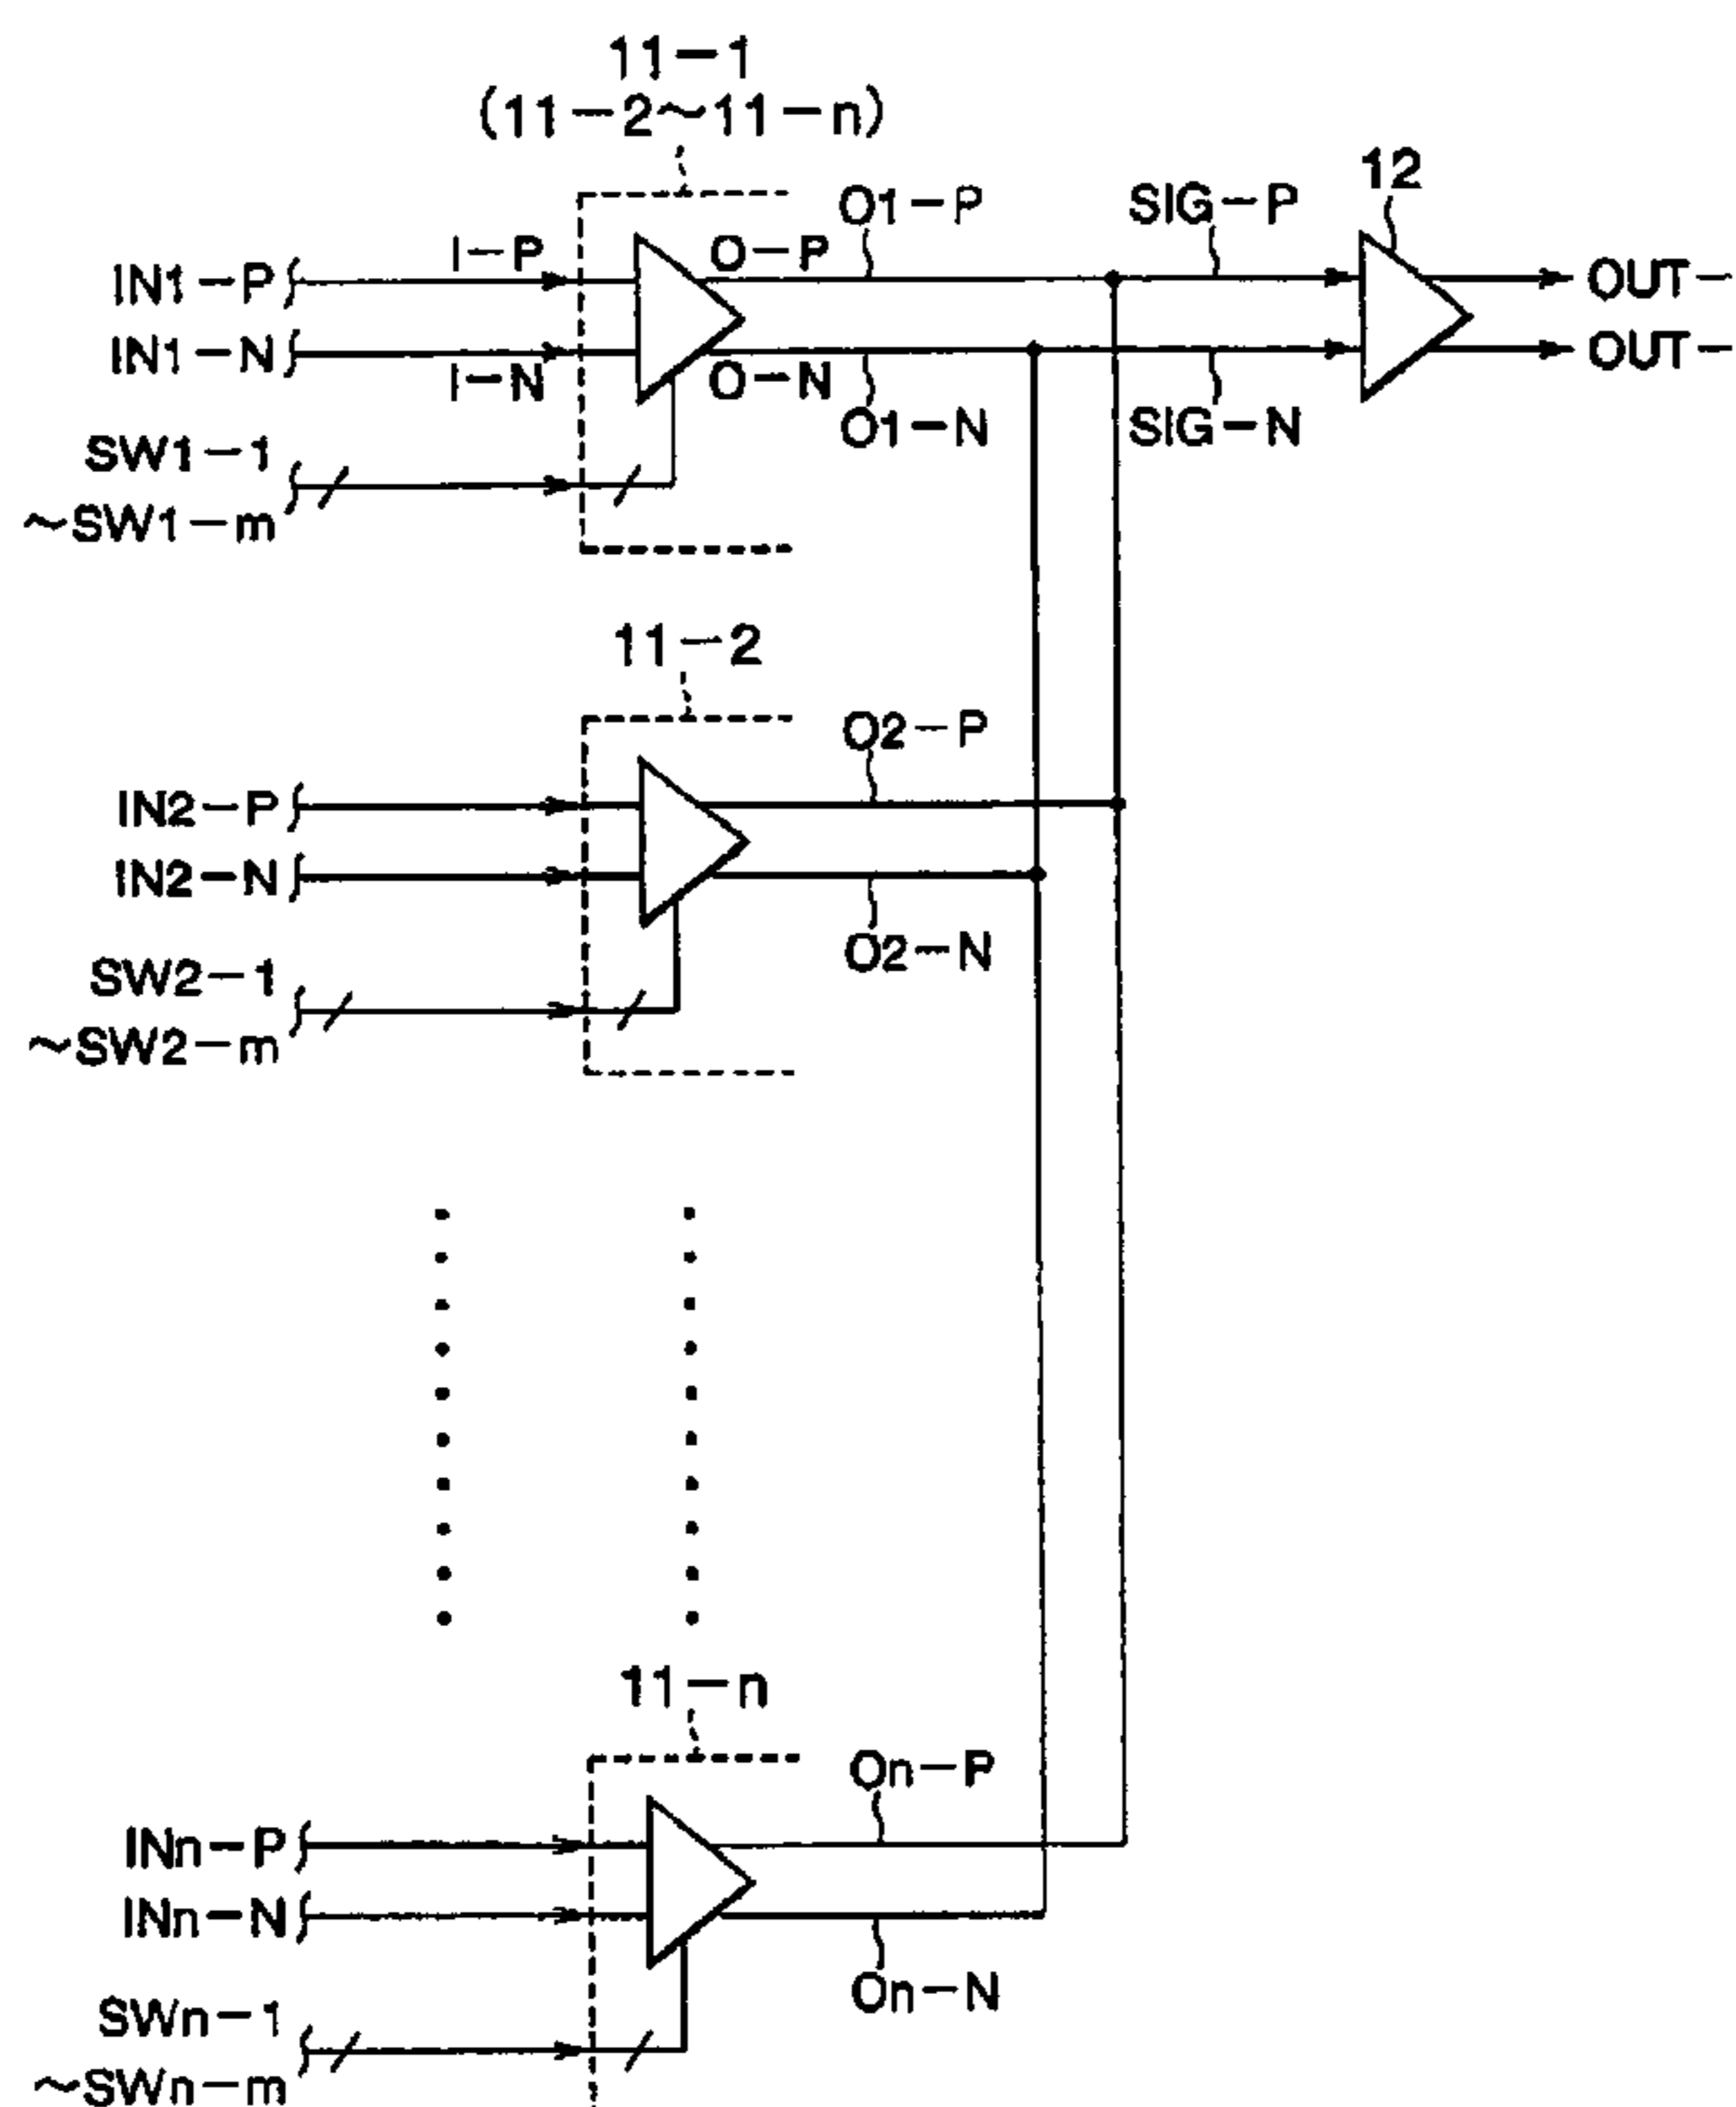 11-1
(11-2~11-n)
12
O1-P
SIG-P
I-P
O-P
IN1-P
OUT-
IN1-N
OUT-
I-N
O-N
O1-N
SIG-N
SW1-1
~SW1-m
11-2
O2-P
IN2-P
IN2-N
O2-N
SW2-1
~SW2-m
11-n
On-P
INn-P
INn-N
On-N
SWn-1
~SWn-m